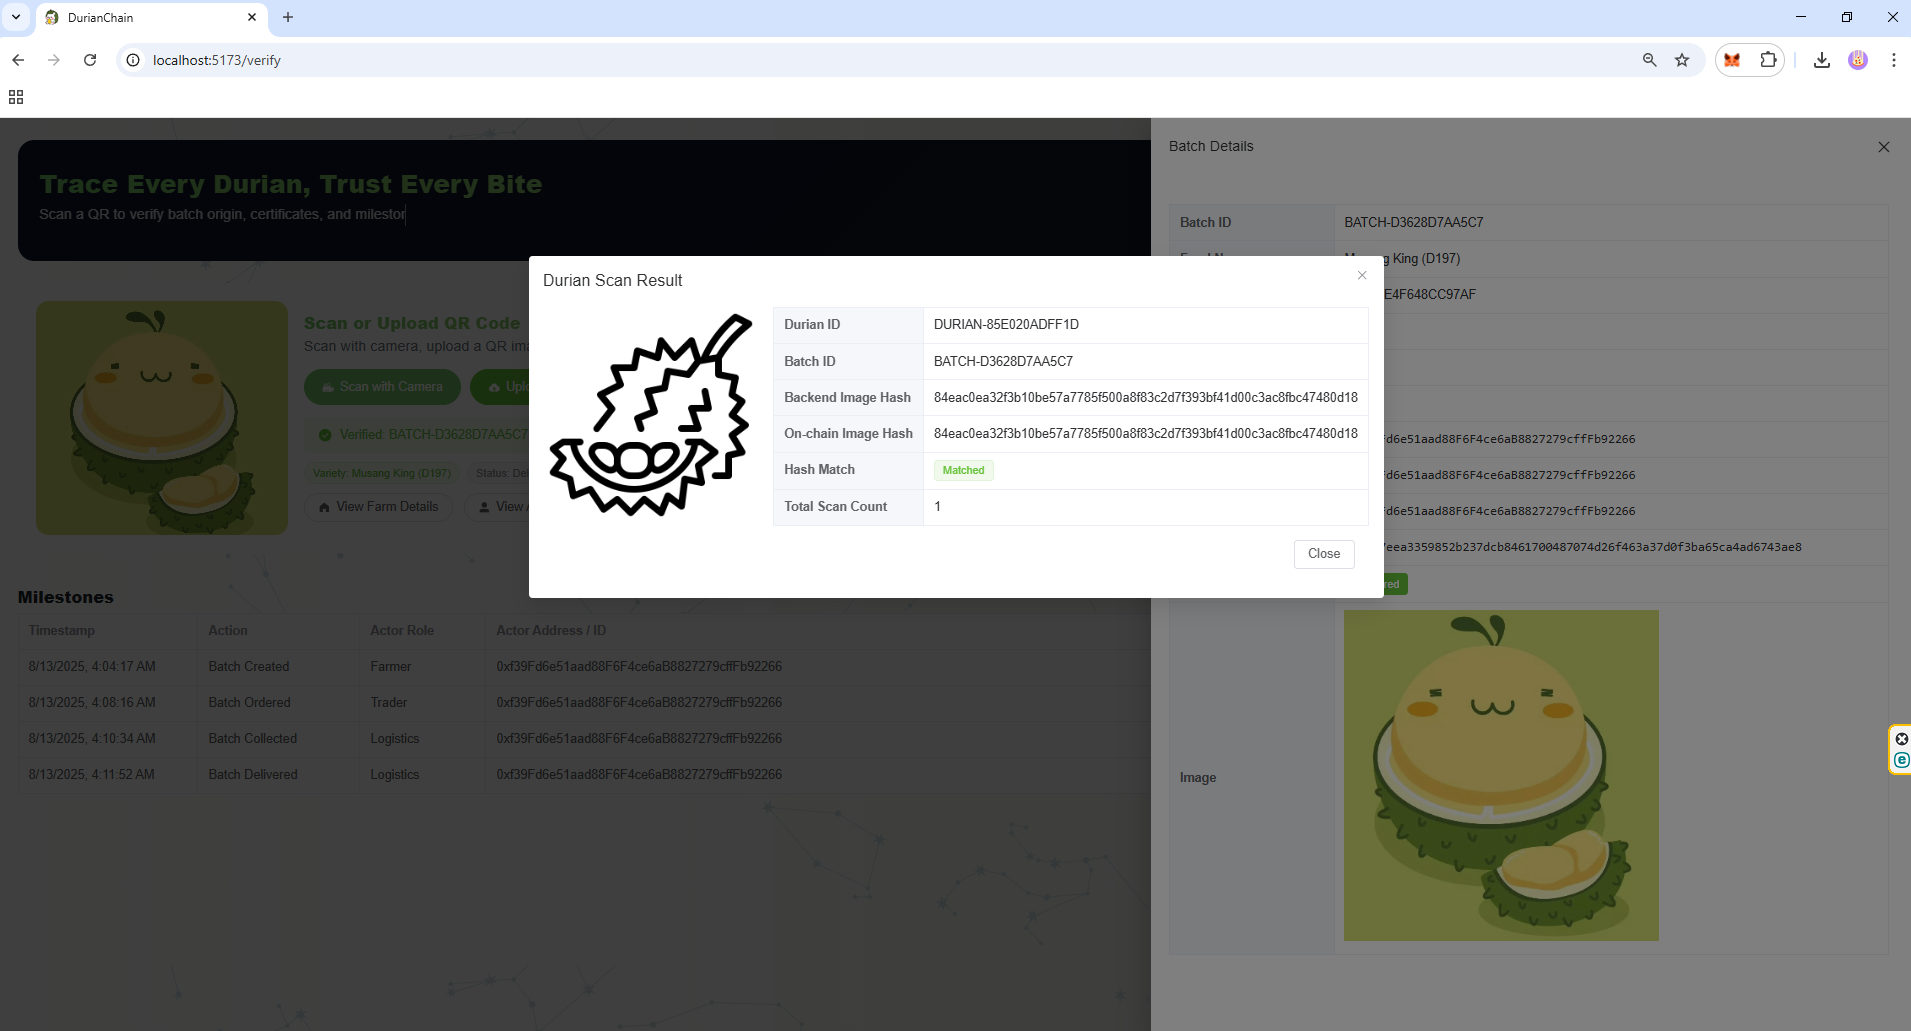 DurianChain
localhost:5173/verify
Trace Every Durian, Trust Every Bite
Scan a QR to verify batch origin, certificates, and milestor
Scan or Upload QR Code
Scan with camera, upload a QR
Scan with Camera
Verified: BATCH-D3628D7AA5C7
Variety: Musang King (D197)
Status:
View Farm Details
View
Milestones
Timestamp Action Actor Role Actor Address / ID
8/13/2025, 4:04:17 AM Batch Created Farmer 0xf39Fd6e51aad88F6F4ce6aB8827279cffFb92266
8/13/2025, 4:08:16 AM Batch Ordered Trader 0xf39Fd6e51aad88F6F4ce6aB8827279cffFb92266
8/13/2025, 4:10:34 AM Batch Collected Logistics 0xf39Fd6e51aad88F6F4ce6aB8827279cffFb92266
8/13/2025, 4:11:52 AM Batch Delivered Logistics 0xf39Fd6e51aad88F6F4ce6aB8827279cffFb92266
Durian Scan Result
Durian ID DURIAN-85E020ADFF1D
Batch ID BATCH-D3628D7AA5C7
Backend Image Hash 84eac0ea32f3b10be57a7785f500a8f83c2d7f393bf41d00c3ac8fbc47480d18
On-chain Image Hash 84eac0ea32f3b10be57a7785f500a8f83c2d7f393bf41d00c3ac8fbc47480d18
Hash Match Matched
Total Scan Count 1
Close
Batch Details
Batch ID BATCH-D3628D7AA5C7
King (D197)
E4F648CC97AF
d6e51aad88F6F4ce6aB8827279cffFb92266
d6e51aad88F6F4ce6aB8827279cffFb92266
d6e51aad88F6F4ce6aB8827279cffFb92266
eea3359852b237dcb8461700487074d26f463a37d0f3ba65ca4ad6743ae8
Image